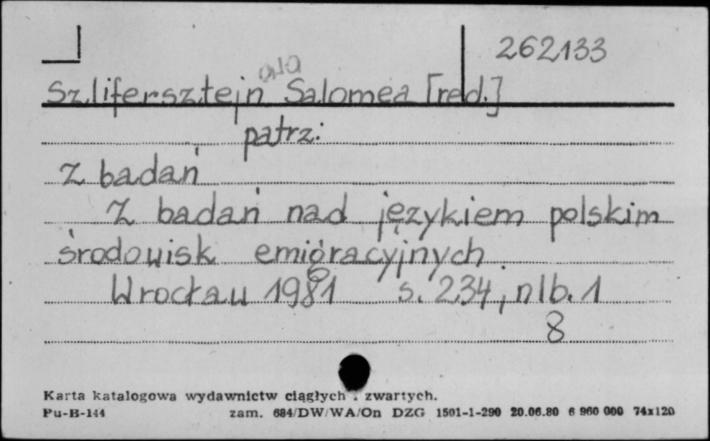 262133
owa
Szlifersztejn Salomea [red.]
patrz:
Z badań
Z badań nad językiem polskim
środowisk emigracyjnych
Wrocław 1981 s. 234, nlb. 1
8
Karta katalogowa wydawnictw ciągłych i zwartych.
Pu-B-144 zam. 684/DW/WA/On DZG 1501-1-290 20.06.80 6 960 000 74x120